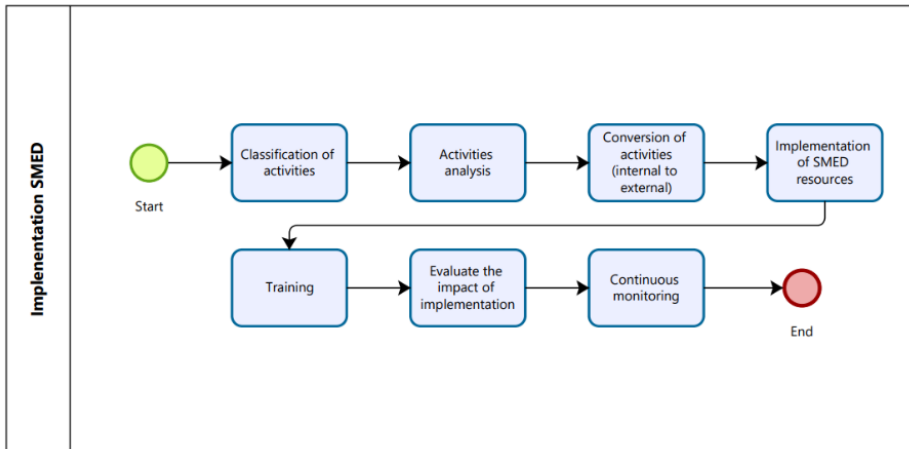 Implenentation SMED
Start
Classification of
activities
Activities
analysis
Conversion of
activities
(internal to
external)
Implementation
of SMED
resources
Training
Evaluate the
impact of
implementation
Continuous
monitoring
End